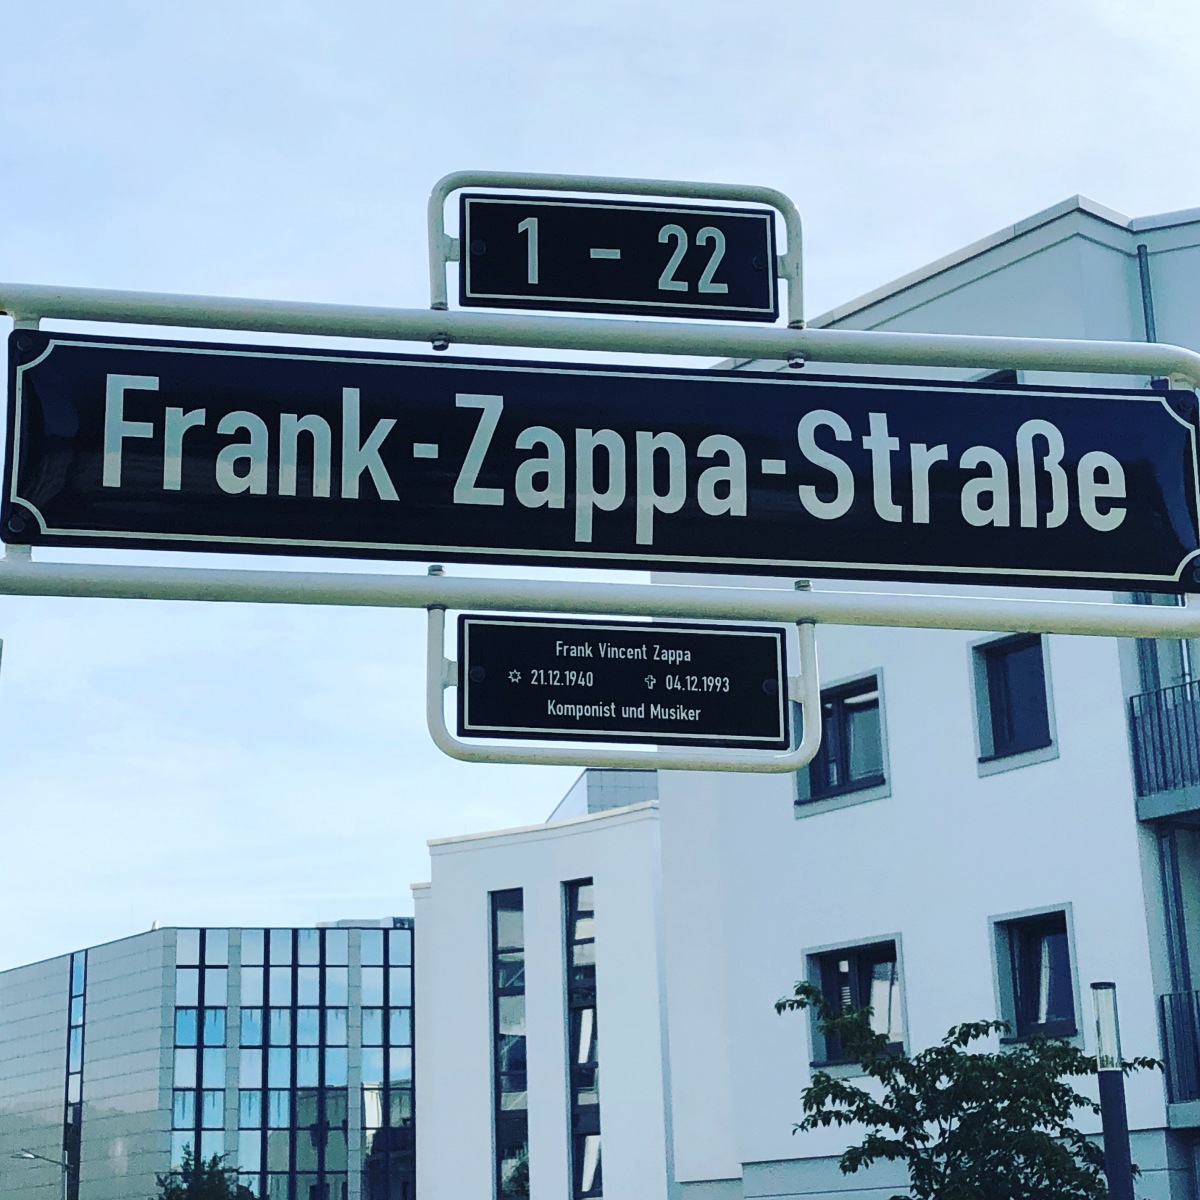 1 - 22
Frank-Zappa-Straße
Frank Vincent Zappa
✡ 21.12.1940 ✝ 04.12.1993
Komponist und Musiker